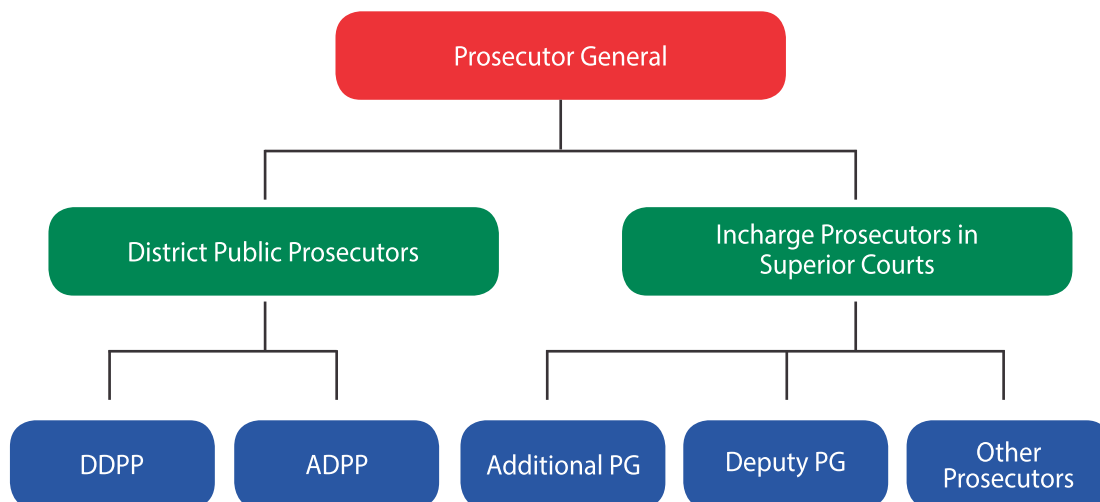 Prosecutor General
District Public Prosecutors
Incharge Prosecutors in
Superior Courts
DDPP
ADPP
Additional PG
Deputy PG
Other
Prosecutors